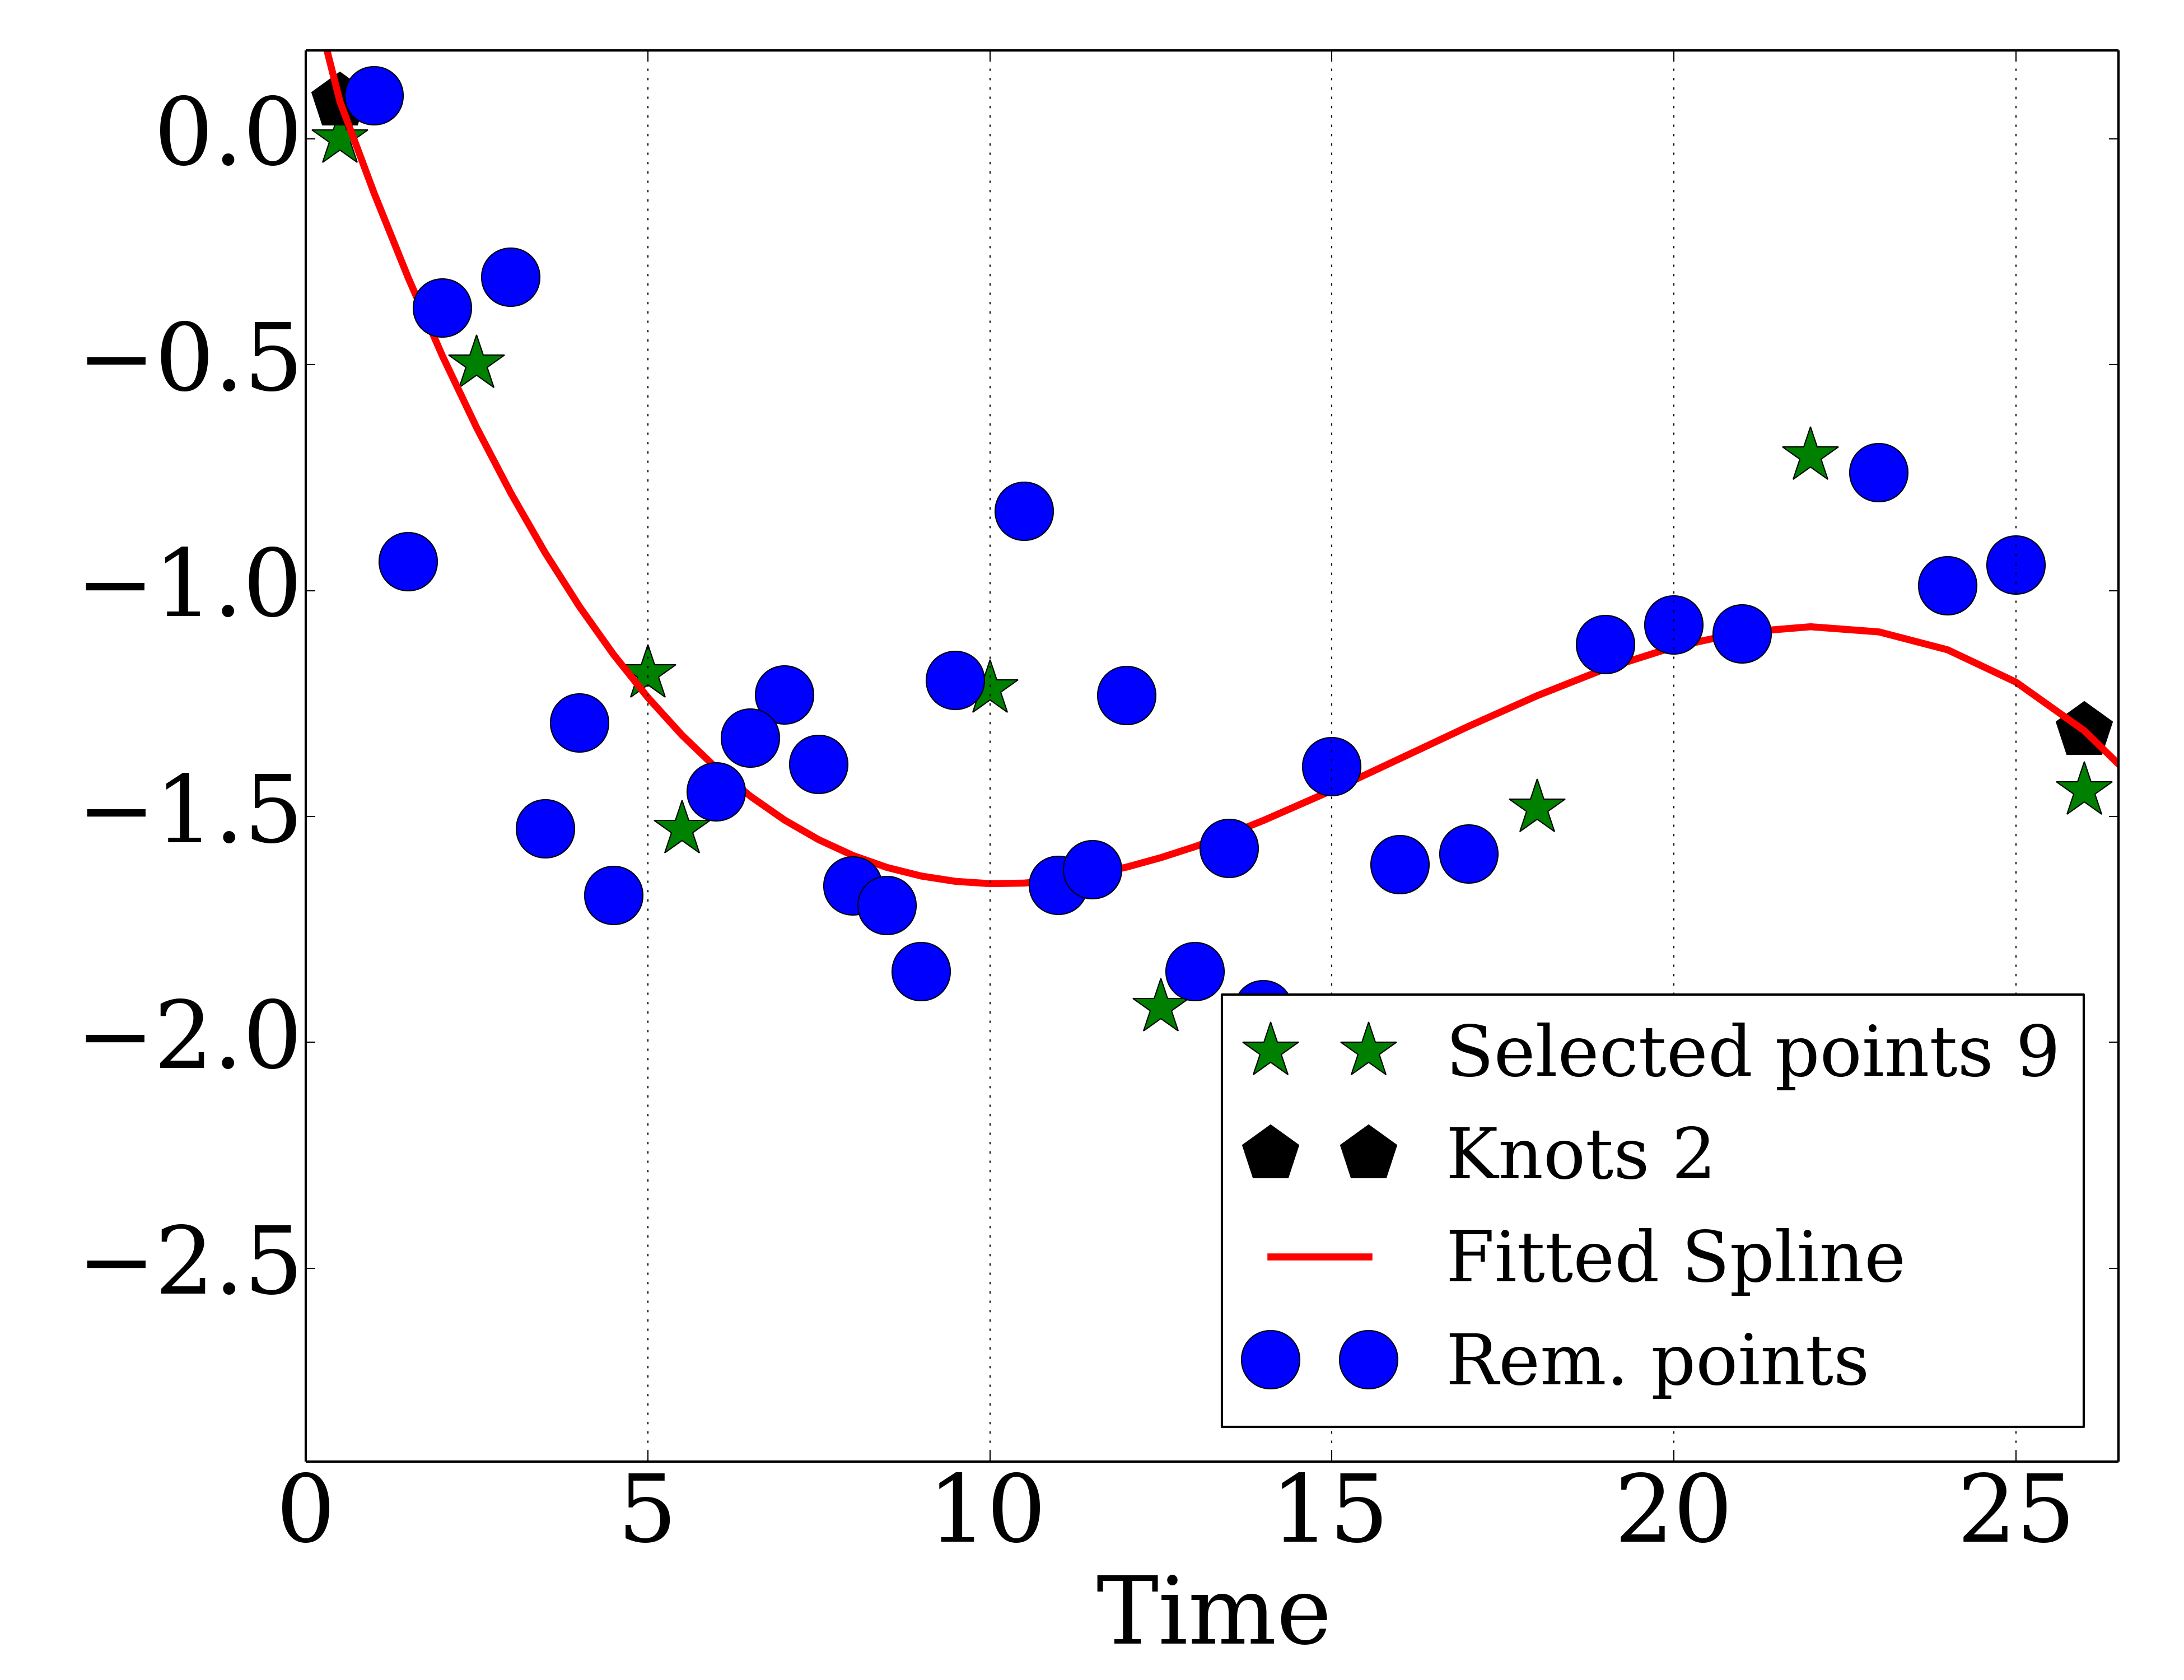 0.0
−0.5
−1.0
−1.5
−2.0
−2.5
Selected points 9
Knots 2
Fitted Spline
Rem. points
0 5 10 15 20 25
Time